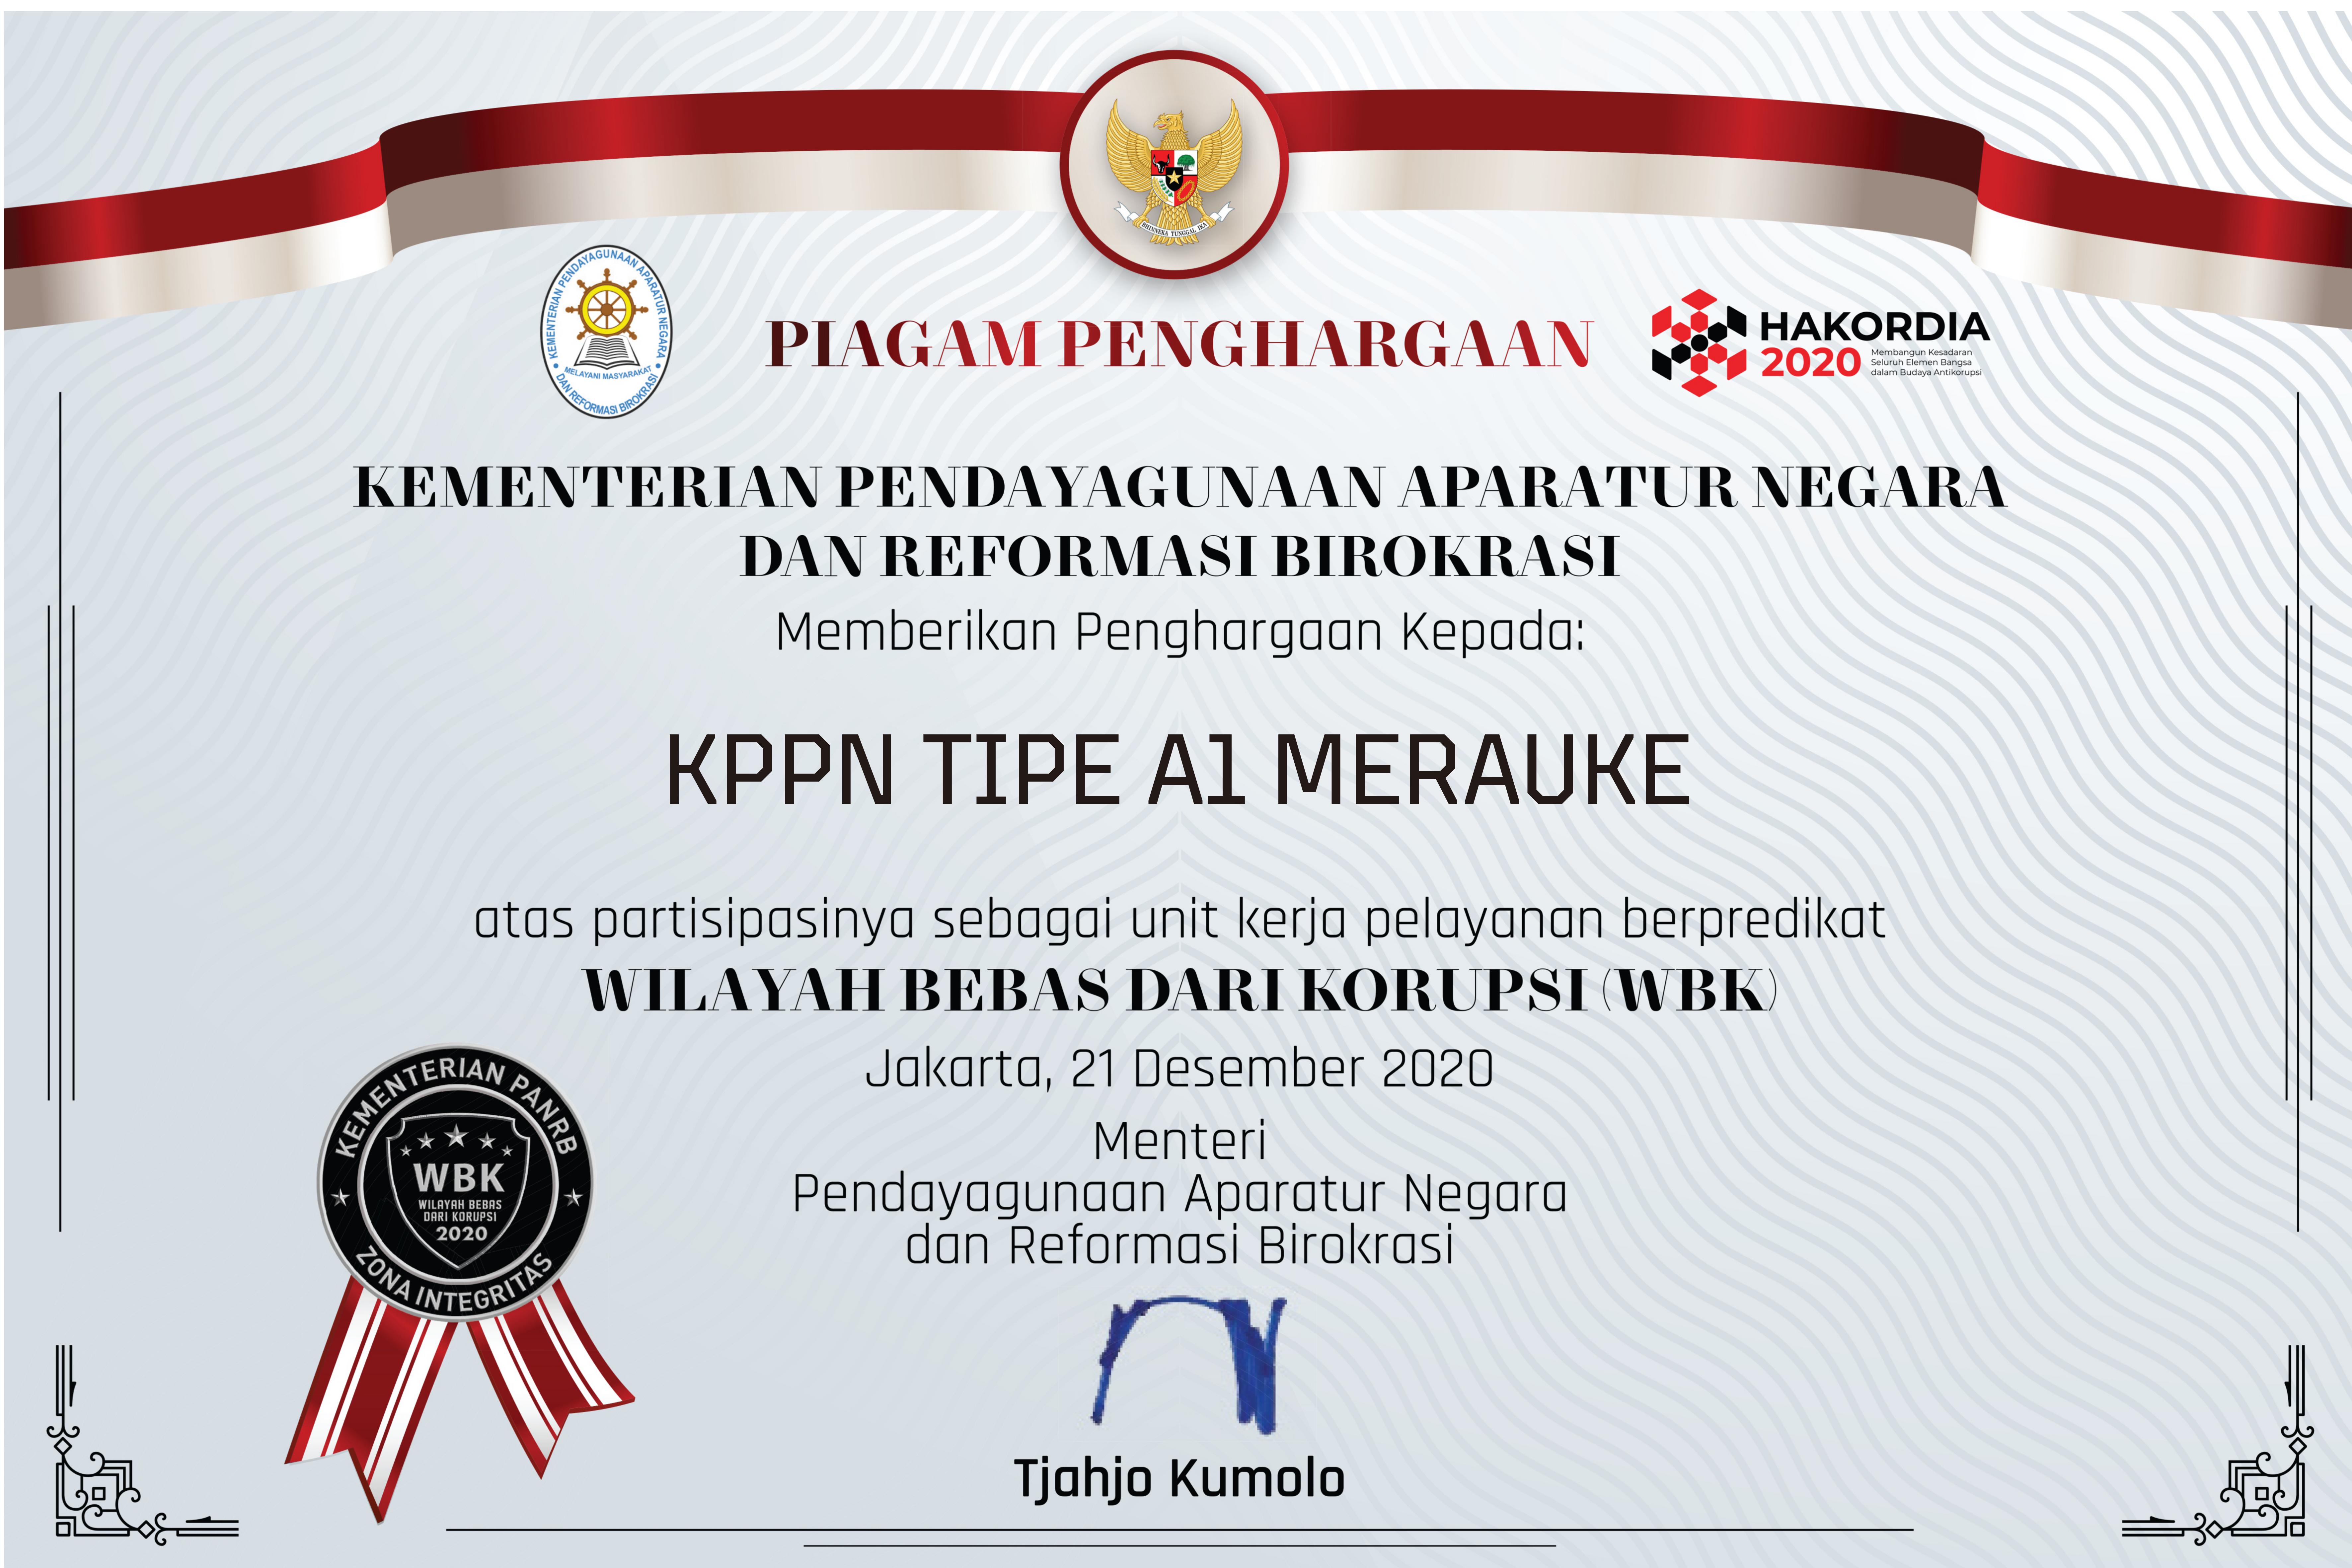 BHINNEKA TUNGGAL IKA
KEMENTERIAN PENDAYAGUNAAN APARATUR NEGARA
MELAYANI MASYARAKAT
DAN REFORMASI BIROKRASI
PIAGAM PENGHARGAAN
HAKORDIA
2020
Membangun Kesadaran
Seluruh Elemen Bangsa
dalam Budaya Antikorupsi
KEMENTERIAN PENDAYAGUNAAN APARATUR NEGARA
DAN REFORMASI BIROKRASI
Memberikan Penghargaan Kepada:
KPPN TIPE A1 MERAUKE
atas partisipasinya sebagai unit kerja pelayanan berpredikat
WILAYAH BEBAS DARI KORUPSI (WBK)
Jakarta, 21 Desember 2020
Menteri
Pendayagunaan Aparatur Negara
dan Reformasi Birokrasi
KEMENTERIAN PANRB
WBK
WILAYAH BEBAS
DARI KORUPSI
2020
ZONA INTEGRITAS
Tjahjo Kumolo